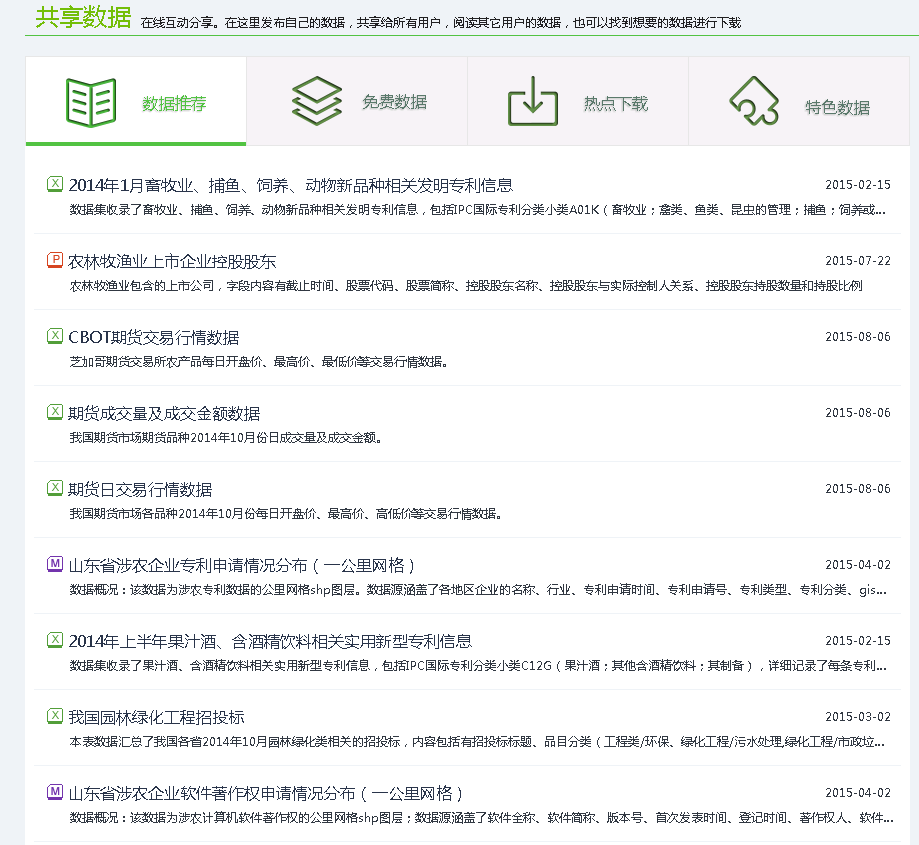 共享数据 在线互动分享。在这里发布自己的数据，共享给所有用户，阅读其它用户的数据，也可以找到想要的数据进行下载
数据推荐 免费数据 热点下载 特色数据
X 2014年1月畜牧业、捕鱼、饲养、动物新品种相关发明专利信息 2015-02-15
数据集收录了畜牧业、捕鱼、饲养、动物新品种相关发明专利信息，包括IPC国际专利分类小类A01K（畜牧业；禽类、鱼类、昆虫的管理；捕鱼；饲养或...
P 农林牧渔业上市企业控股股东 2015-07-22
农林牧渔业包含的上市公司，字段内容有截止时间、股票代码、股票简称、控股股东名称、控股股东与实际控制人关系、控股股东持股数量和持股比例
X CBOT期货交易行情数据 2015-08-06
芝加哥期货交易所农产品每日开盘价、最高价、最低价等交易行情数据。
X 期货成交量及成交金额数据 2015-08-06
我国期货市场期货品种2014年10月份日成交量及成交金额。
X 期货日交易行情数据 2015-08-06
我国期货市场各品种2014年10月份每日开盘价、最高价、高低价等交易行情数据。
M 山东省涉农企业专利申请情况分布（一公里网格） 2015-04-02
数据概况：该数据为涉农专利数据的公里网格shp图层。数据源涵盖了各地区企业的名称、行业、专利申请时间、专利申请号、专利类型、专利分类、gis...
X 2014年上半年果汁酒、含酒精饮料相关实用新型专利信息 2015-02-15
数据集收录了果汁酒、含酒精饮料相关实用新型专利信息，包括IPC国际专利分类小类C12G（果汁酒；其他含酒精饮料；其制备），详细记录了每条专利...
X 我国园林绿化工程招投标 2015-03-02
本表数据汇总了我国各省2014年10月园林绿化类相关的招投标，内容包括有招投标标题、品目分类（工程类/环保、绿化工程/污水处理,绿化工程/市政垃...
M 山东省涉农企业软件著作权申请情况分布（一公里网格） 2015-04-02
数据概况：该数据为涉农计算机软件著作权的公里网格shp图层；数据源涵盖了软件全称、软件简称、版本号、首次发表时间、登记时间、著作权人、软件...